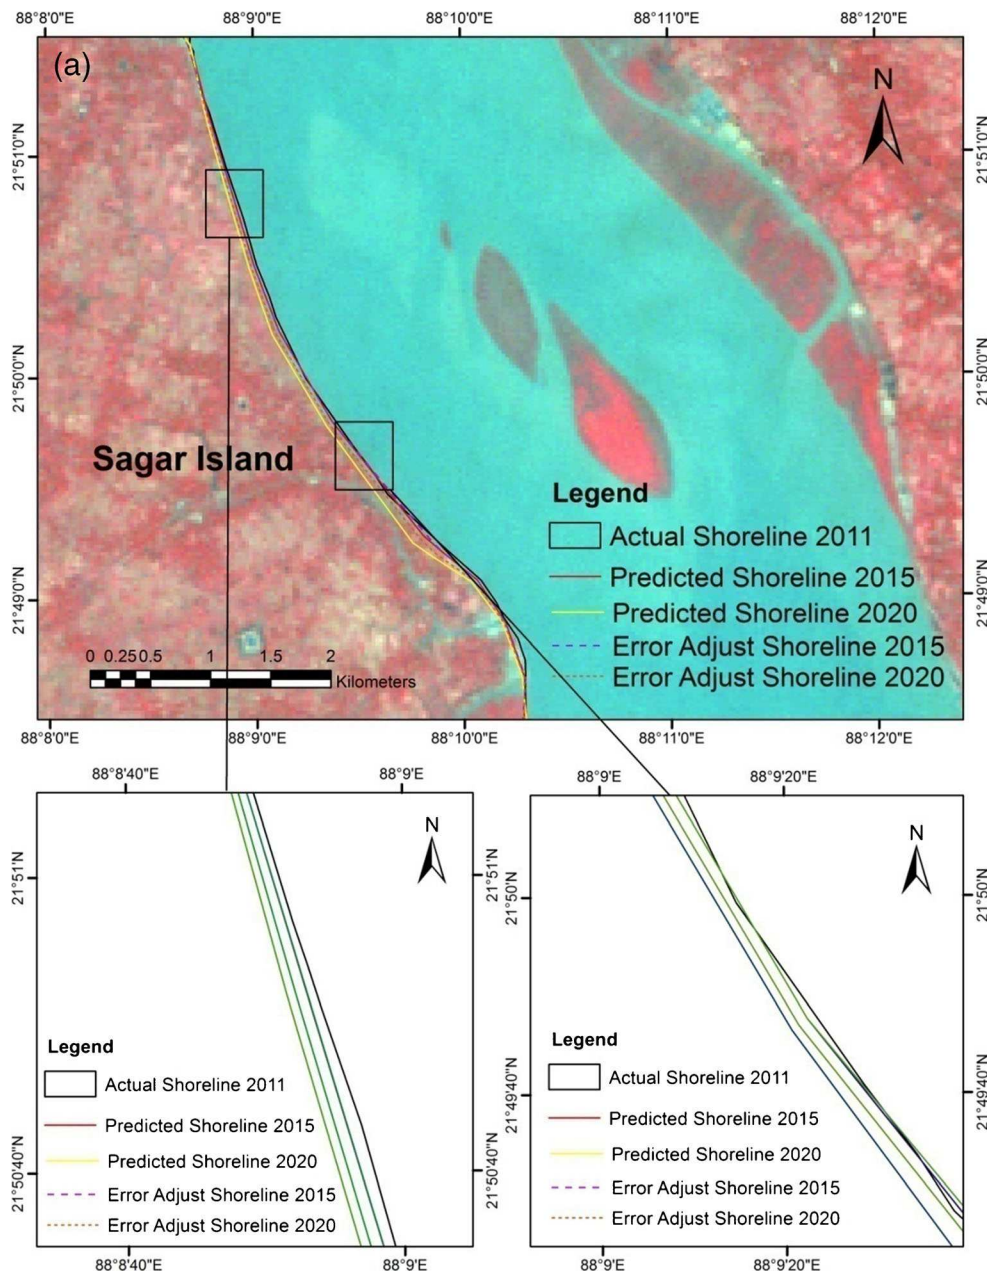 88°8'0"E 88°9'0"E 88°10'0"E 88°11'0"E 88°12'0"E
(a)
N
21°51'0"N
21°51'0"N
21°50'0"N
21°50'0"N
Sagar Island
Legend
Actual Shoreline 2011
Predicted Shoreline 2015
Predicted Shoreline 2020
Error Adjust Shoreline 2015
Error Adjust Shoreline 2020
21°49'0"N
21°49'0"N
0 0.25 0.5 1 1.5 2
Kilometers
88°8'0"E 88°9'0"E 88°10'0"E 88°11'0"E 88°12'0"E
88°8'40"E 88°9'E
N
21°51'N
21°51'N
Legend
Actual Shoreline 2011
Predicted Shoreline 2015
Predicted Shoreline 2020
Error Adjust Shoreline 2015
Error Adjust Shoreline 2020
21°50'40"N
21°50'40"N
88°8'40"E 88°9'E
88°9'E 88°9'20"E
N
21°50'N
21°50'N
Legend
Actual Shoreline 2011
Predicted Shoreline 2015
Predicted Shoreline 2020
Error Adjust Shoreline 2015
Error Adjust Shoreline 2020
21°49'40"N
21°49'40"N
88°9'E 88°9'20"E